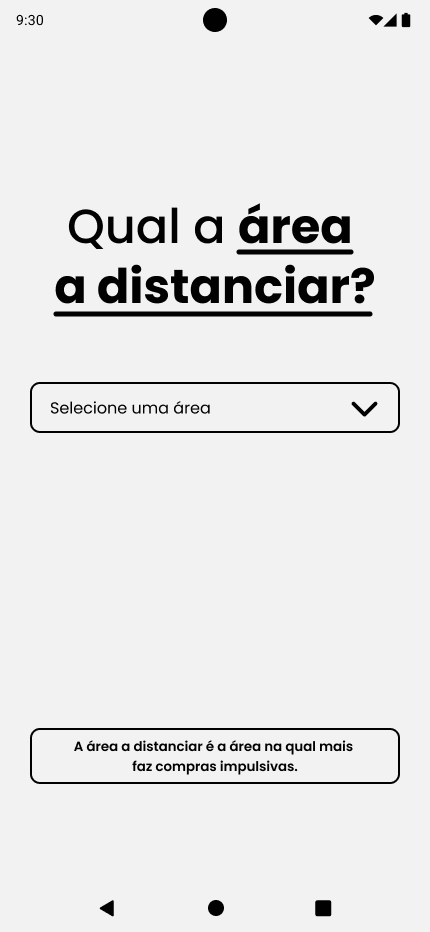 9:30
Qual a área
a distanciar?
Selecione uma área
A área a distanciar é a área na qual mais
faz compras impulsivas.